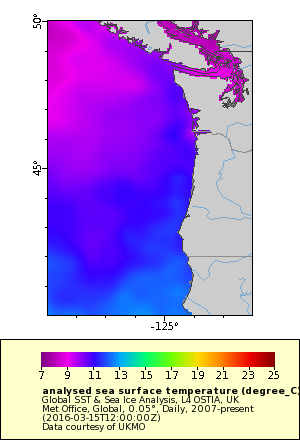 50°
45°
-125°
7 9 11 13 15 17 19 21 23 25
analysed sea surface temperature (degree_C)
Global SST & Sea Ice Analysis, L4 OSTIA, UK
Met Office, Global, 0.05°, Daily, 2007-present
(2016-03-15T12:00:00Z)
Data courtesy of UKMO